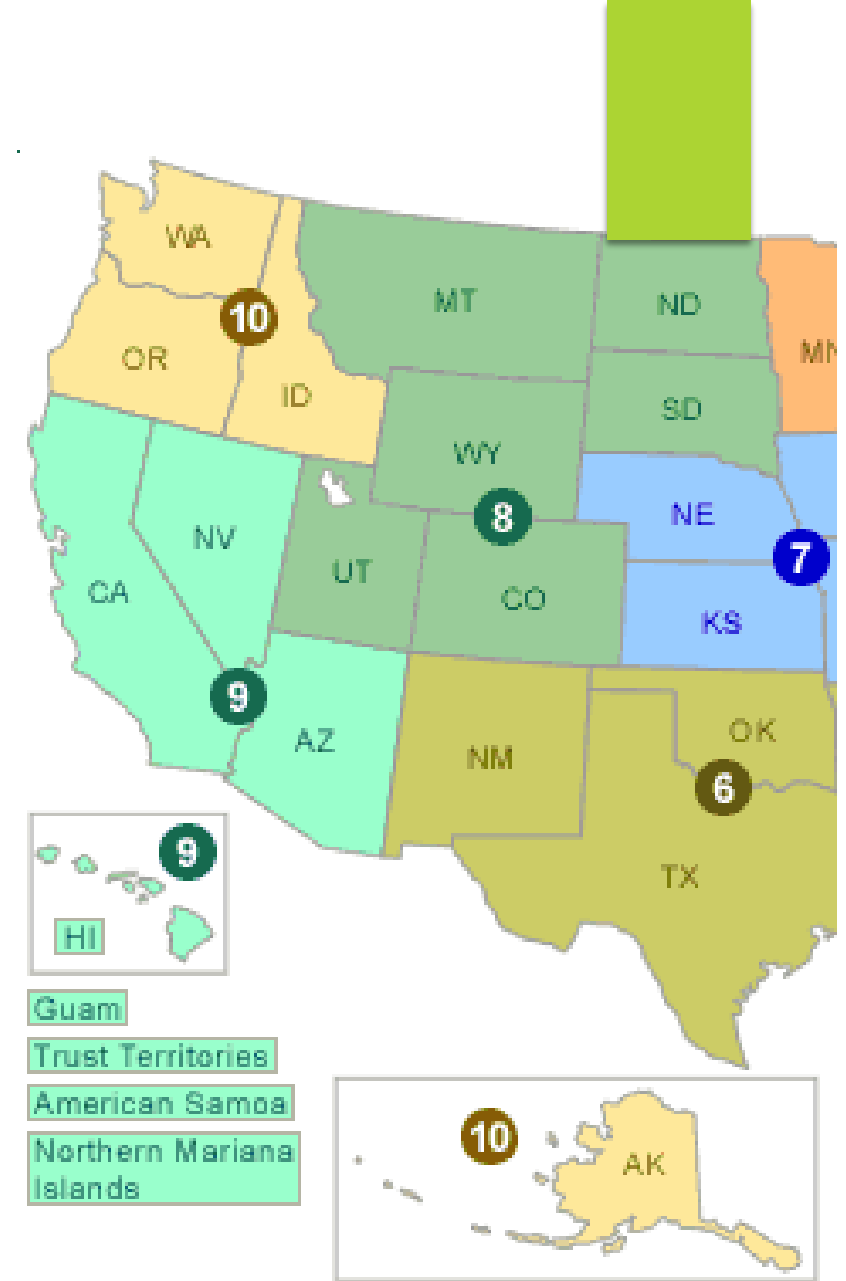 WA
10
MT
ND
MN
OR
ID
SD
WY
8
NE
7
NV
UT
CO
CA
KS
9
AZ
NM
OK
6
TX
9
HI
Guam
Trust Territories
American Samoa
Northern Mariana
Islands
10
AK